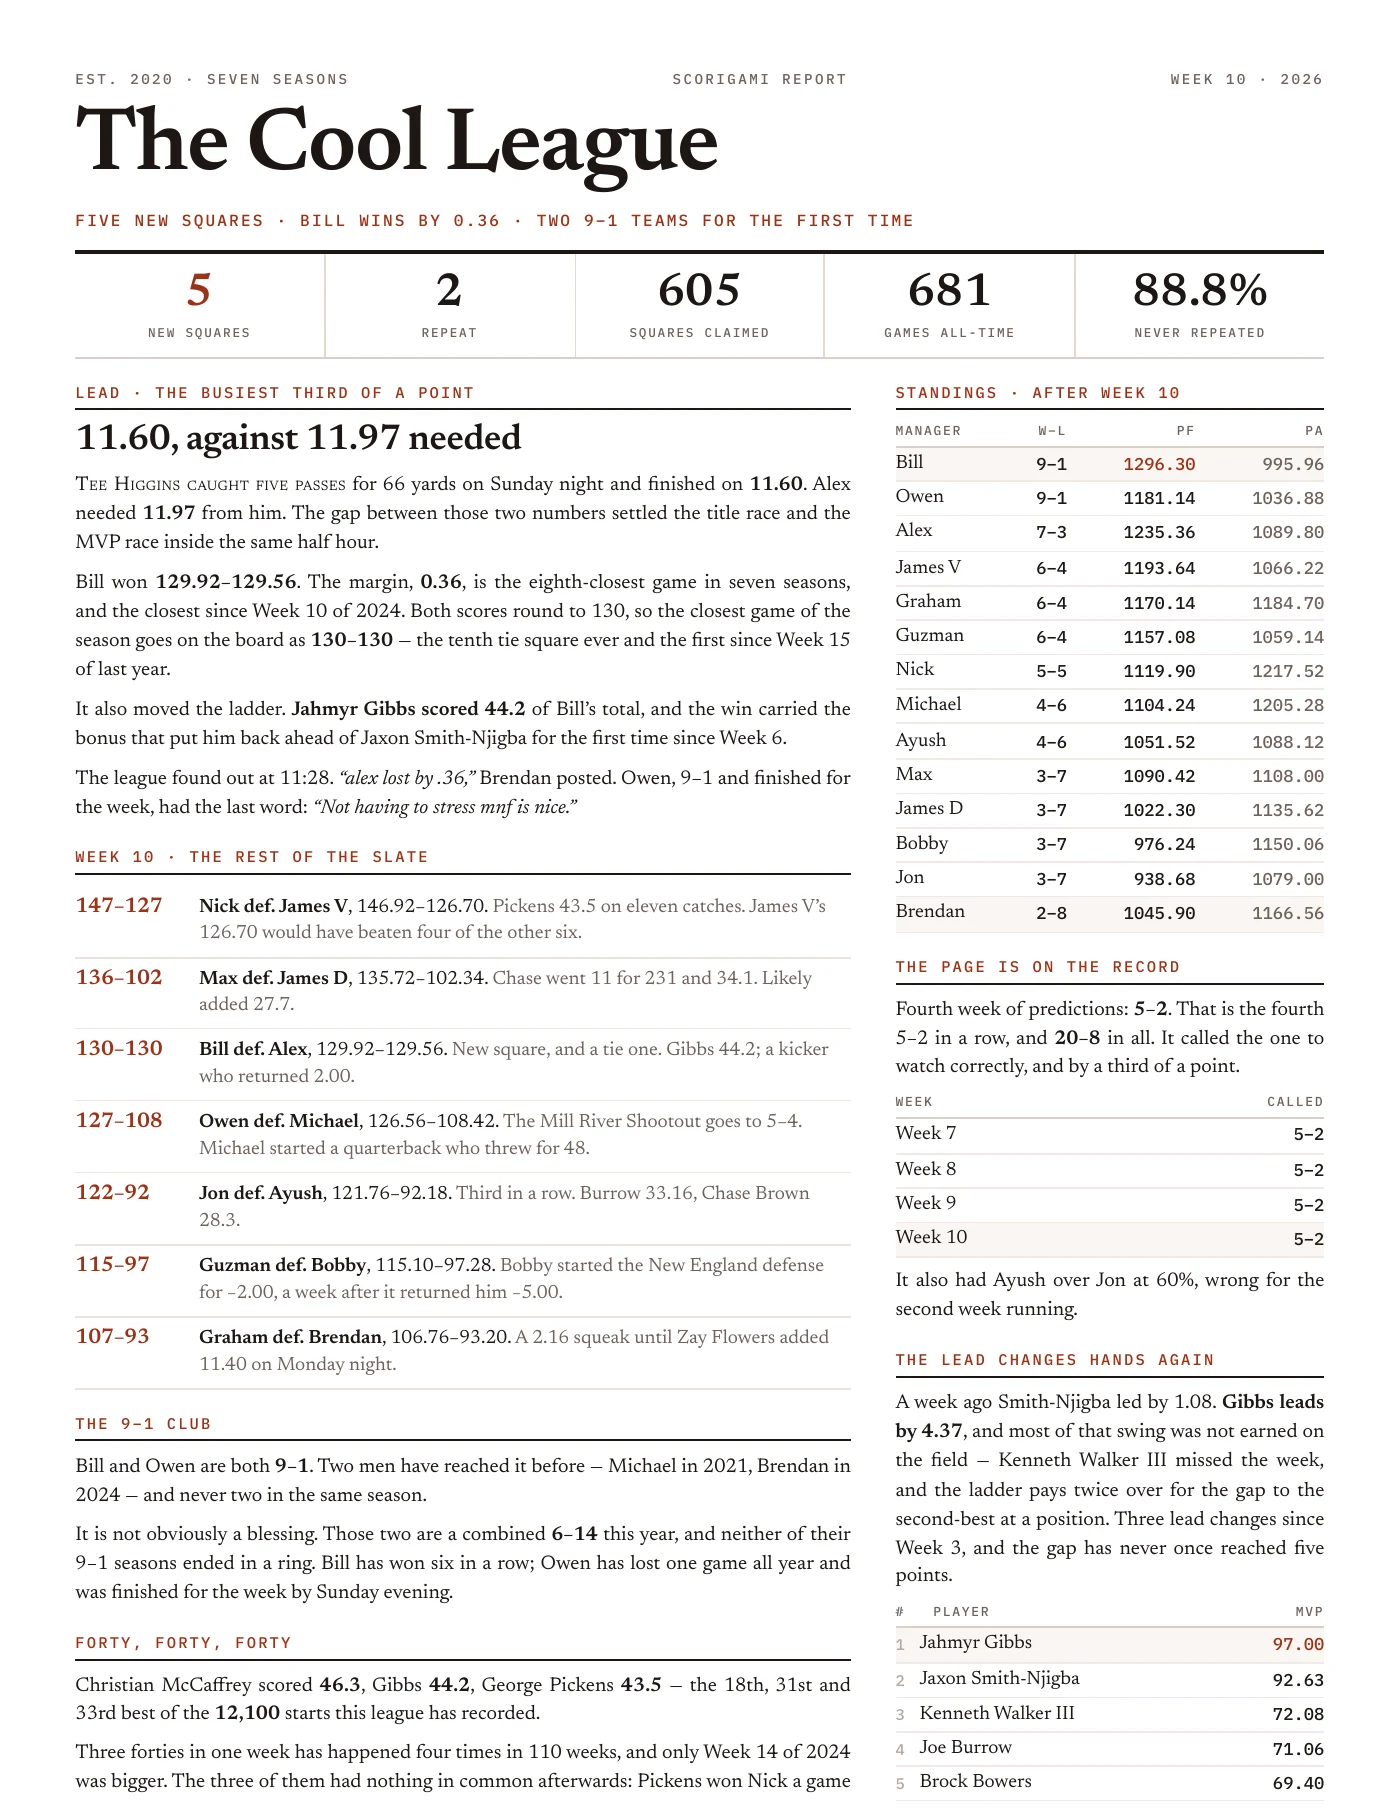 EST. 2020 · SEVEN SEASONS
SCORIGAMI REPORT
WEEK 10 · 2026
The Cool League
FIVE NEW SQUARES · BILL WINS BY 0.36 · TWO 9–1 TEAMS FOR THE FIRST TIME
5
NEW SQUARES
2
REPEAT
605
SQUARES CLAIMED
681
GAMES ALL-TIME
88.8%
NEVER REPEATED
LEAD · THE BUSIEST THIRD OF A POINT
11.60, against 11.97 needed
Tee Higgins caught five passes for 66 yards on Sunday night and finished on 11.60. Alex
needed 11.97 from him. The gap between those two numbers settled the title race and the
MVP race inside the same half hour.
Bill won 129.92–129.56. The margin, 0.36, is the eighth-closest game in seven seasons,
and the closest since Week 10 of 2024. Both scores round to 130, so the closest game of the
season goes on the board as 130–130 — the tenth tie square ever and the first since Week 15
of last year.
It also moved the ladder. Jahmyr Gibbs scored 44.2 of Bill’s total, and the win carried the
bonus that put him back ahead of Jaxon Smith-Njigba for the first time since Week 6.
The league found out at 11:28. “alex lost by .36,” Brendan posted. Owen, 9–1 and finished for
the week, had the last word: “Not having to stress mnf is nice.”
WEEK 10 · THE REST OF THE SLATE
147–127 Nick def. James V, 146.92–126.70. Pickens 43.5 on eleven catches. James V’s
126.70 would have beaten four of the other six.
136–102 Max def. James D, 135.72–102.34. Chase went 11 for 231 and 34.1. Likely
added 27.7.
130–130 Bill def. Alex, 129.92–129.56. New square, and a tie one. Gibbs 44.2; a kicker
who returned 2.00.
127–108 Owen def. Michael, 126.56–108.42. The Mill River Shootout goes to 5–4.
Michael started a quarterback who threw for 48.
122–92 Jon def. Ayush, 121.76–92.18. Third in a row. Burrow 33.16, Chase Brown
28.3.
115–97 Guzman def. Bobby, 115.10–97.28. Bobby started the New England defense
for −2.00, a week after it returned him −5.00.
107–93 Graham def. Brendan, 106.76–93.20. A 2.16 squeak until Zay Flowers added
11.40 on Monday night.
THE 9–1 CLUB
Bill and Owen are both 9–1. Two men have reached it before — Michael in 2021, Brendan in
2024 — and never two in the same season.
It is not obviously a blessing. Those two are a combined 6–14 this year, and neither of their
9–1 seasons ended in a ring. Bill has won six in a row; Owen has lost one game all year and
was finished for the week by Sunday evening.
FORTY, FORTY, FORTY
Christian McCaffrey scored 46.3, Gibbs 44.2, George Pickens 43.5 — the 18th, 31st and
33rd best of the 12,100 starts this league has recorded.
Three forties in one week has happened four times in 110 weeks, and only Week 14 of 2024
was bigger. The three of them had nothing in common afterwards: Pickens won Nick a game
STANDINGS · AFTER WEEK 10
MANAGER W–L PF PA
Bill 9–1 1296.30 995.96
Owen 9–1 1181.14 1036.88
Alex 7–3 1235.36 1089.80
James V 6–4 1193.64 1066.22
Graham 6–4 1170.14 1184.70
Guzman 6–4 1157.08 1059.14
Nick 5–5 1119.90 1217.52
Michael 4–6 1104.24 1205.28
Ayush 4–6 1051.52 1088.12
Max 3–7 1090.42 1108.00
James D 3–7 1022.30 1135.62
Bobby 3–7 976.24 1150.06
Jon 3–7 938.68 1079.00
Brendan 2–8 1045.90 1166.56
THE PAGE IS ON THE RECORD
Fourth week of predictions: 5–2. That is the fourth
5–2 in a row, and 20–8 in all. It called the one to
watch correctly, and by a third of a point.
WEEK CALLED
Week 7 5–2
Week 8 5–2
Week 9 5–2
Week 10 5–2
It also had Ayush over Jon at 60%, wrong for the
second week running.
THE LEAD CHANGES HANDS AGAIN
A week ago Smith-Njigba led by 1.08. Gibbs leads
by 4.37, and most of that swing was not earned on
the field — Kenneth Walker III missed the week,
and the ladder pays twice over for the gap to the
second-best at a position. Three lead changes since
Week 3, and the gap has never once reached five
points.
# PLAYER MVP
1 Jahmyr Gibbs 97.00
2 Jaxon Smith-Njigba 92.63
3 Kenneth Walker III 72.08
4 Joe Burrow 71.06
5 Brock Bowers 69.40